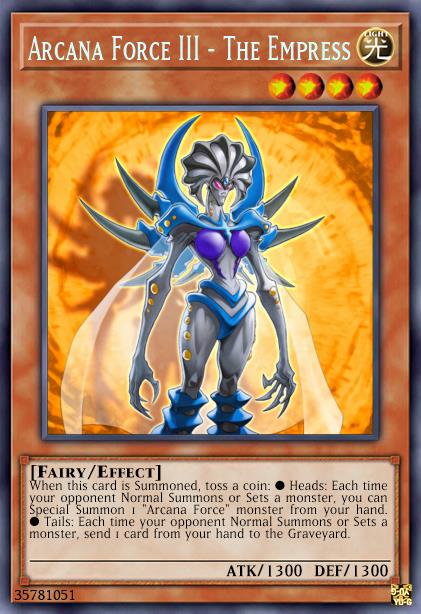 ARCANA FORCE III - THE EMPRESS
LIGHT
光
[FAIRY/EFFECT]
When this card is Summoned, toss a coin: ● Heads: Each time
your opponent Normal Summons or Sets a monster, you can
Special Summon 1 "Arcana Force" monster from your hand.
● Tails: Each time your opponent Normal Summons or Sets a
monster, send 1 card from your hand to the Graveyard.
ATK/1300 DEF/1300
35781051